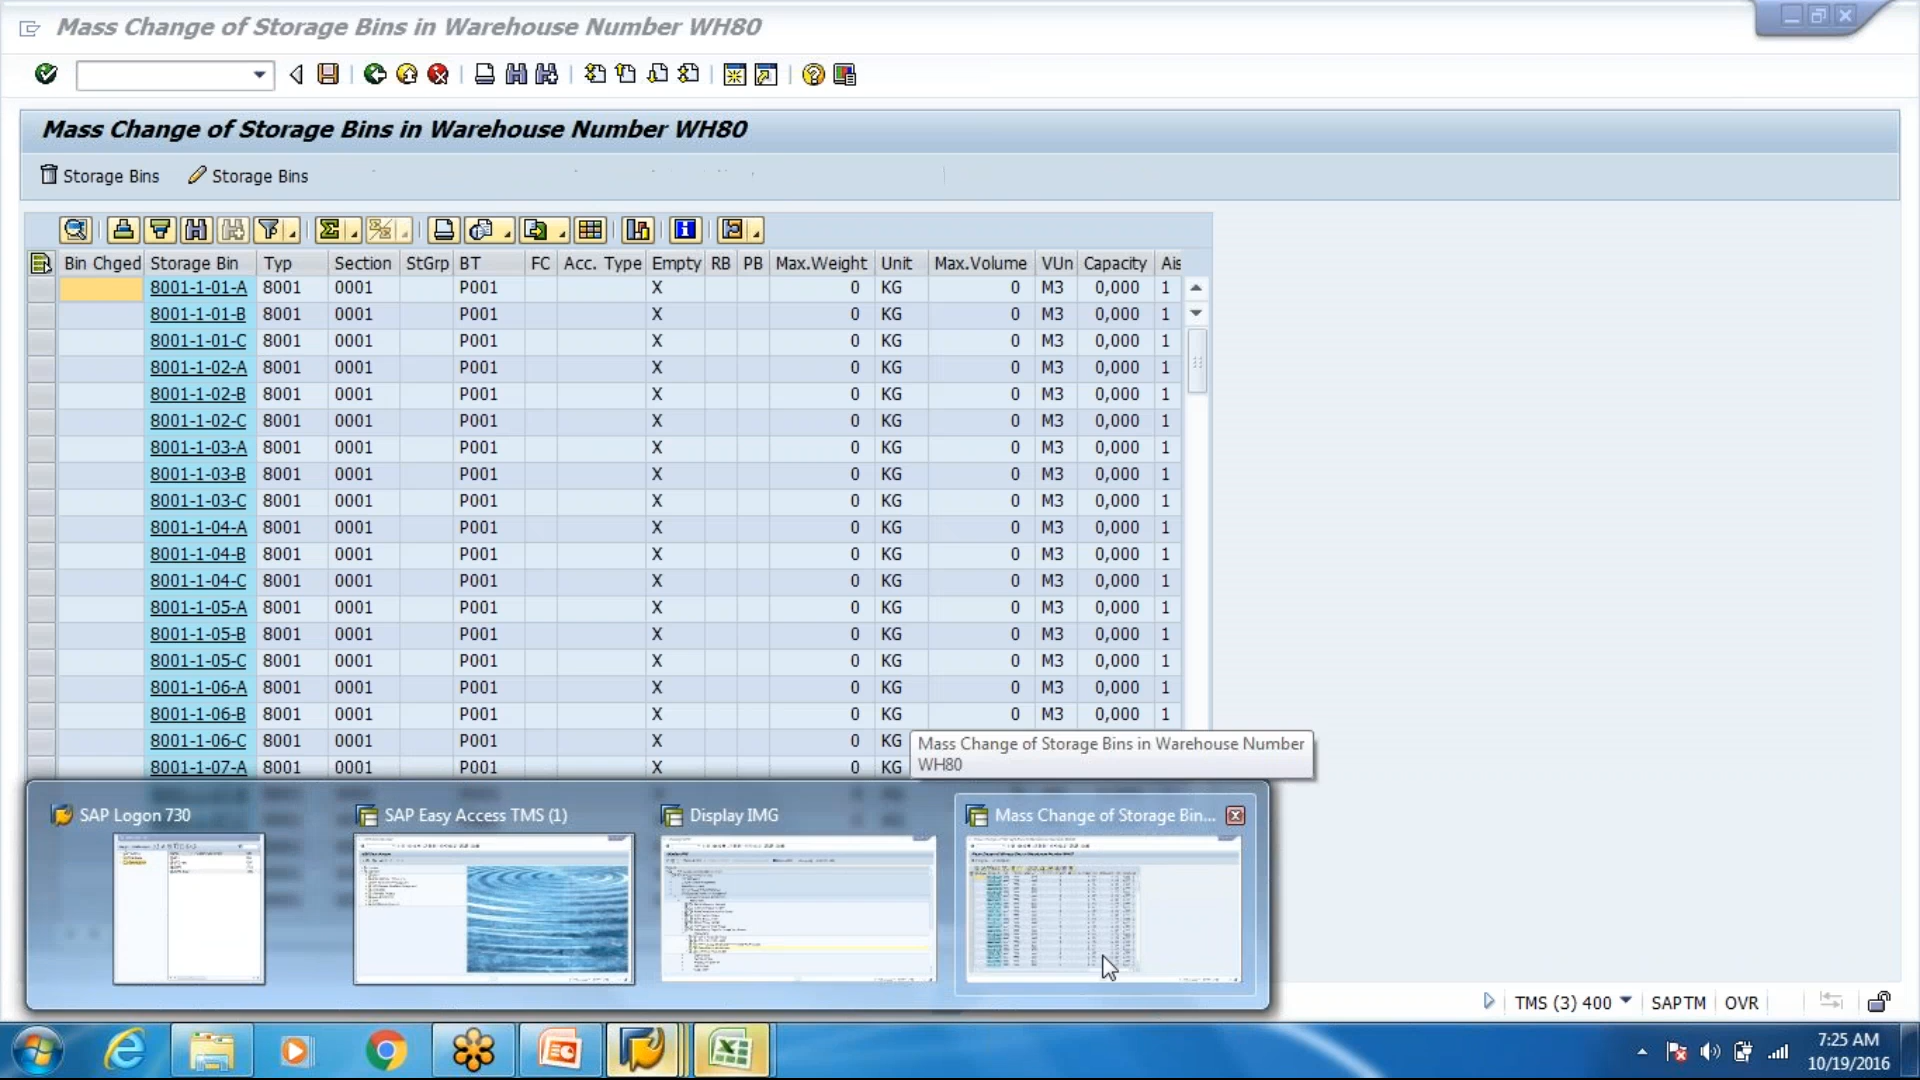 Mass Change of Storage Bins in Warehouse Number WH80
Mass Change of Storage Bins in Warehouse Number WH80
Storage Bins Storage Bins
Bin Chged Storage Bin Typ Section StGrp BT FC Acc. Type Empty RB PB Max.Weight Unit Max.Volume VUn Capacity Ais
8001-1-01-A 8001 0001 P001 X 0 KG 0 M3 0,000 1
8001-1-01-B 8001 0001 P001 X 0 KG 0 M3 0,000 1
8001-1-01-C 8001 0001 P001 X 0 KG 0 M3 0,000 1
8001-1-02-A 8001 0001 P001 X 0 KG 0 M3 0,000 1
8001-1-02-B 8001 0001 P001 X 0 KG 0 M3 0,000 1
8001-1-02-C 8001 0001 P001 X 0 KG 0 M3 0,000 1
8001-1-03-A 8001 0001 P001 X 0 KG 0 M3 0,000 1
8001-1-03-B 8001 0001 P001 X 0 KG 0 M3 0,000 1
8001-1-03-C 8001 0001 P001 X 0 KG 0 M3 0,000 1
8001-1-04-A 8001 0001 P001 X 0 KG 0 M3 0,000 1
8001-1-04-B 8001 0001 P001 X 0 KG 0 M3 0,000 1
8001-1-04-C 8001 0001 P001 X 0 KG 0 M3 0,000 1
8001-1-05-A 8001 0001 P001 X 0 KG 0 M3 0,000 1
8001-1-05-B 8001 0001 P001 X 0 KG 0 M3 0,000 1
8001-1-05-C 8001 0001 P001 X 0 KG 0 M3 0,000 1
8001-1-06-A 8001 0001 P001 X 0 KG 0 M3 0,000 1
8001-1-06-B 8001 0001 P001 X 0 KG 0 M3 0,000 1
8001-1-06-C 8001 0001 P001 X 0 KG
8001-1-07-A 8001 0001 P001 X 0 KG
Mass Change of Storage Bins in Warehouse Number
WH80
SAP Logon 730 SAP Easy Access TMS (1) Display IMG Mass Change of Storage Bin...
TMS (3) 400 SAPTM OVR
7:25 AM
10/19/2016